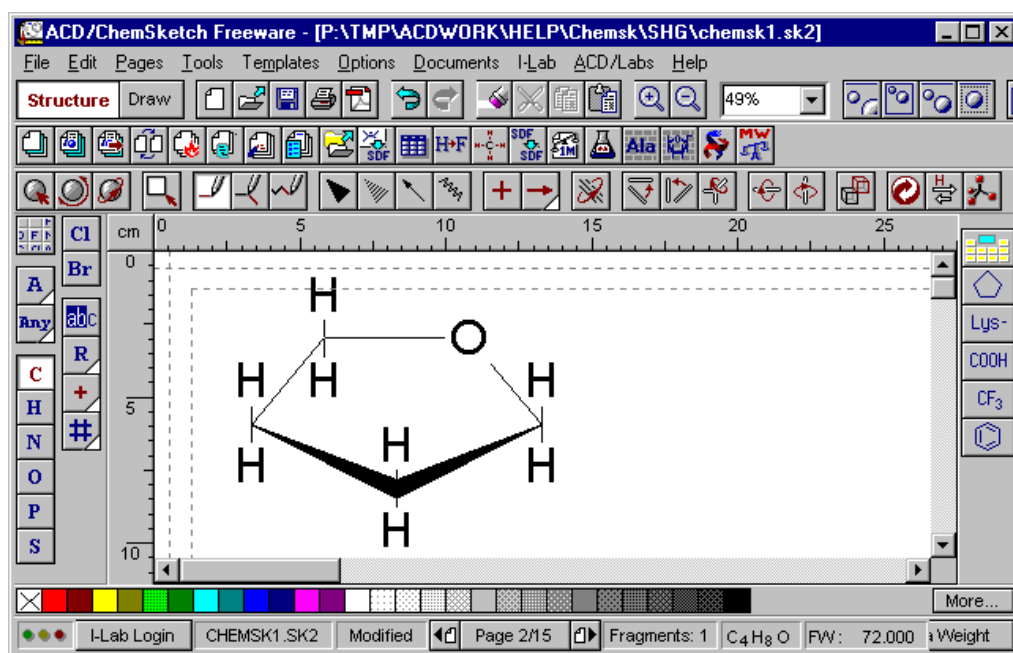 ACD/ChemSketch Freeware - [P:\TMP\ACDWORK\HELP\Chemsk\SHG\chemsk1.sk2]
File Edit Pages Tools Templates Options Documents I-Lab ACD/Labs Help
Structure Draw 49%
SDF H+F SDF SDF 1M Ala MW
H
Cl cm 0 5 10 15 20 25
Br 0
A H
Any abc O Lys-
R H H H COOH
C + 5 CF3
H # H H H
N
O H
P
S 10
More...
I-Lab Login CHEMSK1.SK2 Modified Page 2/15 Fragments: 1 C4H8O FW: 72.000 Weight